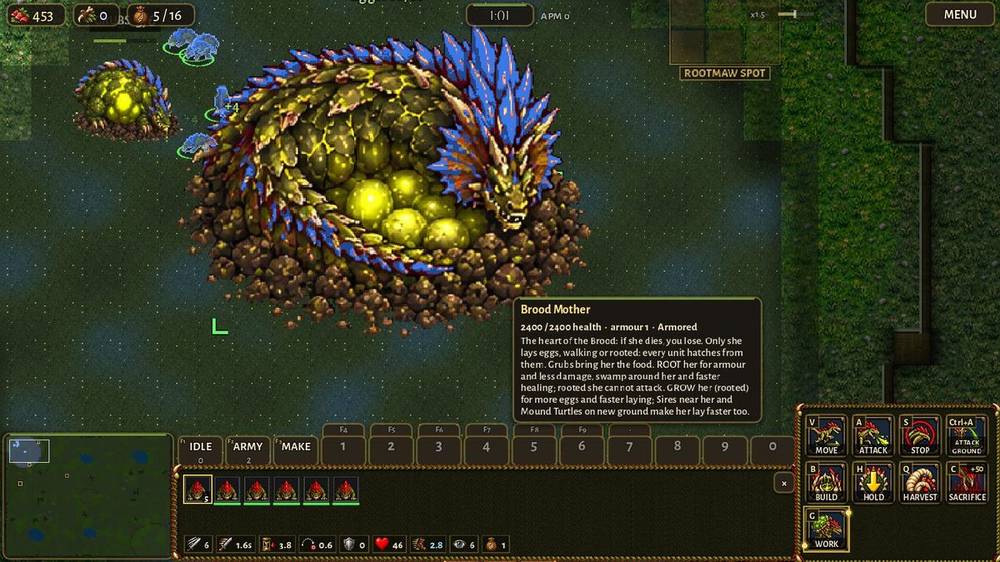 453
0
5 / 16
1:01
APM 0
x1.5
MENU
ROOTMAW SPOT
+4
Brood Mother
2400 / 2400 health · armour 1 · Armored
The heart of the Brood: if she dies, you lose. Only she
lays eggs, walking or rooted: every unit hatches from
them. Grubs bring her the food. ROOT her for armour
and less damage, swamp around her and faster
healing; rooted she cannot attack. GROW her (rooted)
for more eggs and faster laying; Sires near her and
Mound Turtles on new ground make her lay faster too.
F4 F5 F6 F7 F8 F9
F1 IDLE 0
F2 ARMY 2
F3 MAKE
1 2 3 4 5 6 7 8 9 0
5
×
6 1.6s 3.8 0.6 0 46 2.8 6 1
V MOVE
A ATTACK
S STOP
Ctrl+A ATTACK GROUND
B BUILD
H HOLD
Q HARVEST
C +50 SACRIFICE
G WORK